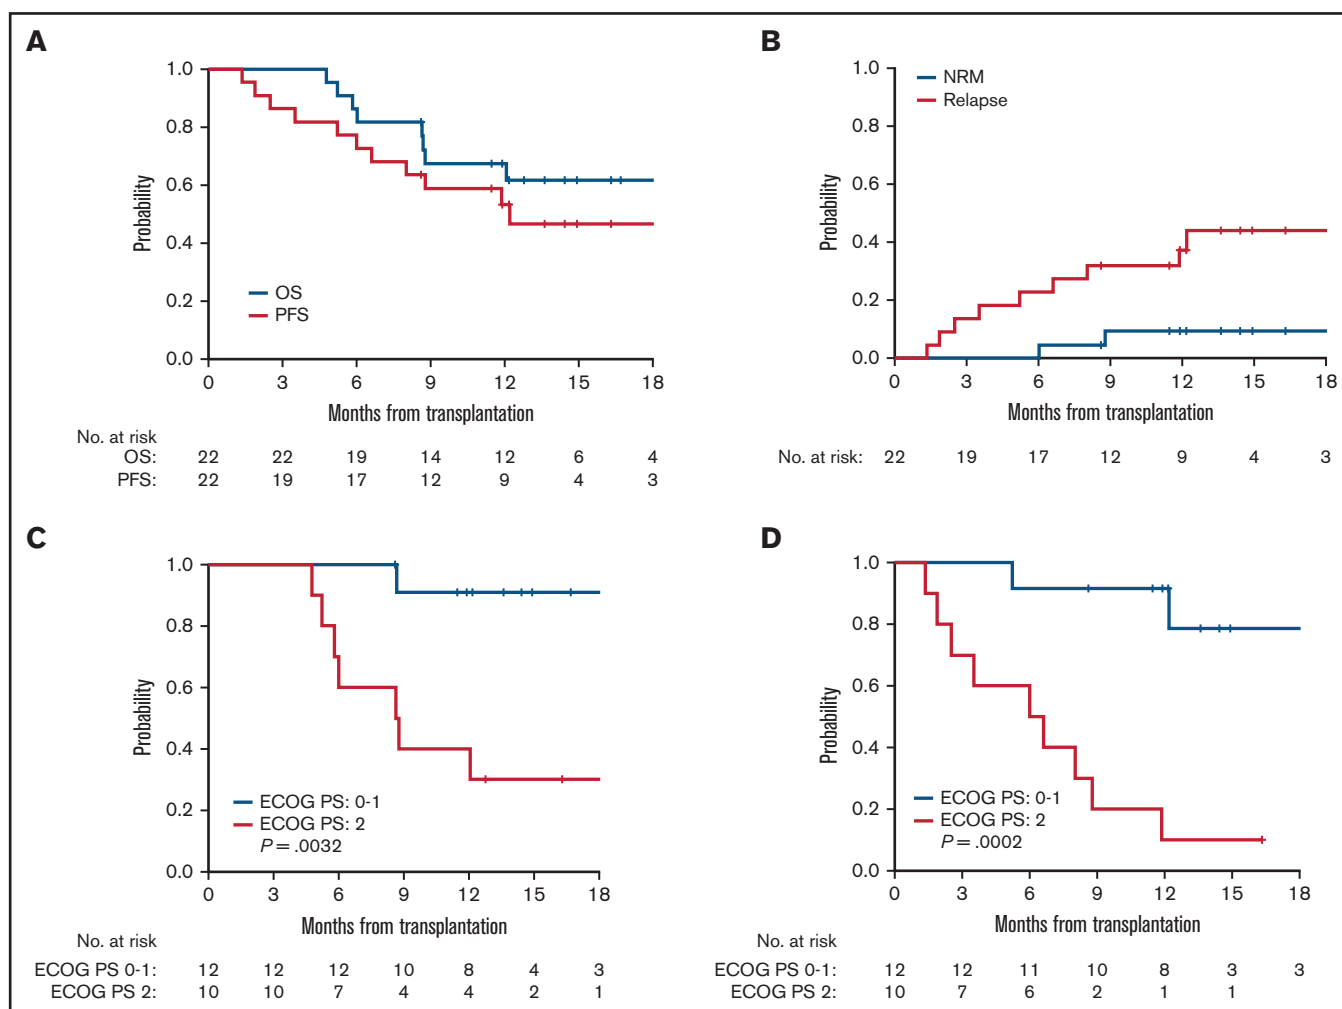 A
Probability
1.0
0.8
0.6
0.4
0.2
0.0
OS
PFS
0 3 6 9 12 15 18
Months from transplantation
No. at risk
OS: 22 22 19 14 12 6 4
PFS: 22 19 17 12 9 4 3
B
Probability
1.0
0.8
0.6
0.4
0.2
0.0
NRM
Relapse
0 3 6 9 12 15 18
Months from transplantation
No. at risk: 22 19 17 12 9 4 3
C
Probability
1.0
0.8
0.6
0.4
0.2
0.0
ECOG PS: 0-1
ECOG PS: 2
P = .0032
0 3 6 9 12 15 18
Months from transplantation
No. at risk
ECOG PS 0-1: 12 12 12 10 8 4 3
ECOG PS 2: 10 10 7 4 4 2 1
D
Probability
1.0
0.8
0.6
0.4
0.2
0.0
ECOG PS: 0-1
ECOG PS: 2
P = .0002
0 3 6 9 12 15 18
Months from transplantation
No. at risk
ECOG PS 0-1: 12 12 11 10 8 3 3
ECOG PS 2: 10 7 6 2 1 1